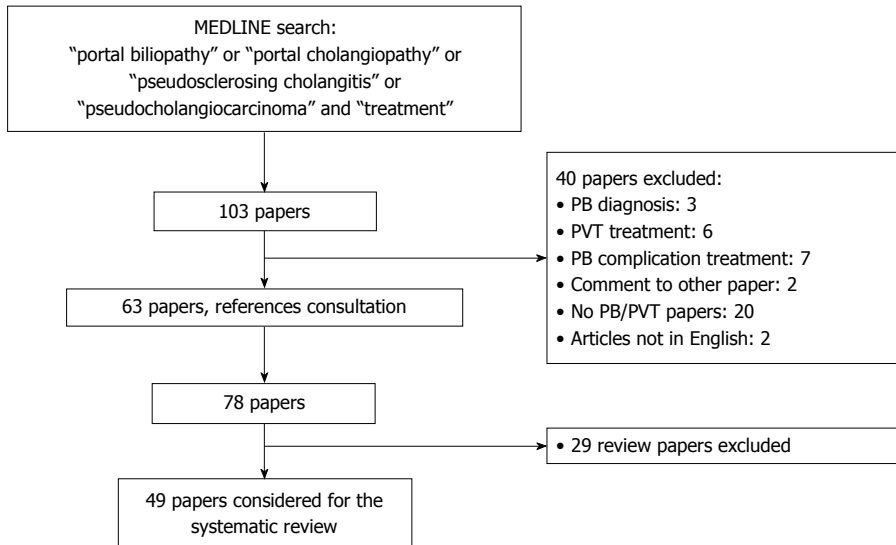 MEDLINE search:
“portal biliopathy” or “portal cholangiopathy” or
“pseudosclerosing cholangitis” or
“pseudocholangiocarcinoma” and “treatment”
103 papers
40 papers excluded:
• PB diagnosis: 3
• PVT treatment: 6
• PB complication treatment: 7
• Comment to other paper: 2
• No PB/PVT papers: 20
• Articles not in English: 2
63 papers, references consultation
78 papers
• 29 review papers excluded
49 papers considered for the
systematic review